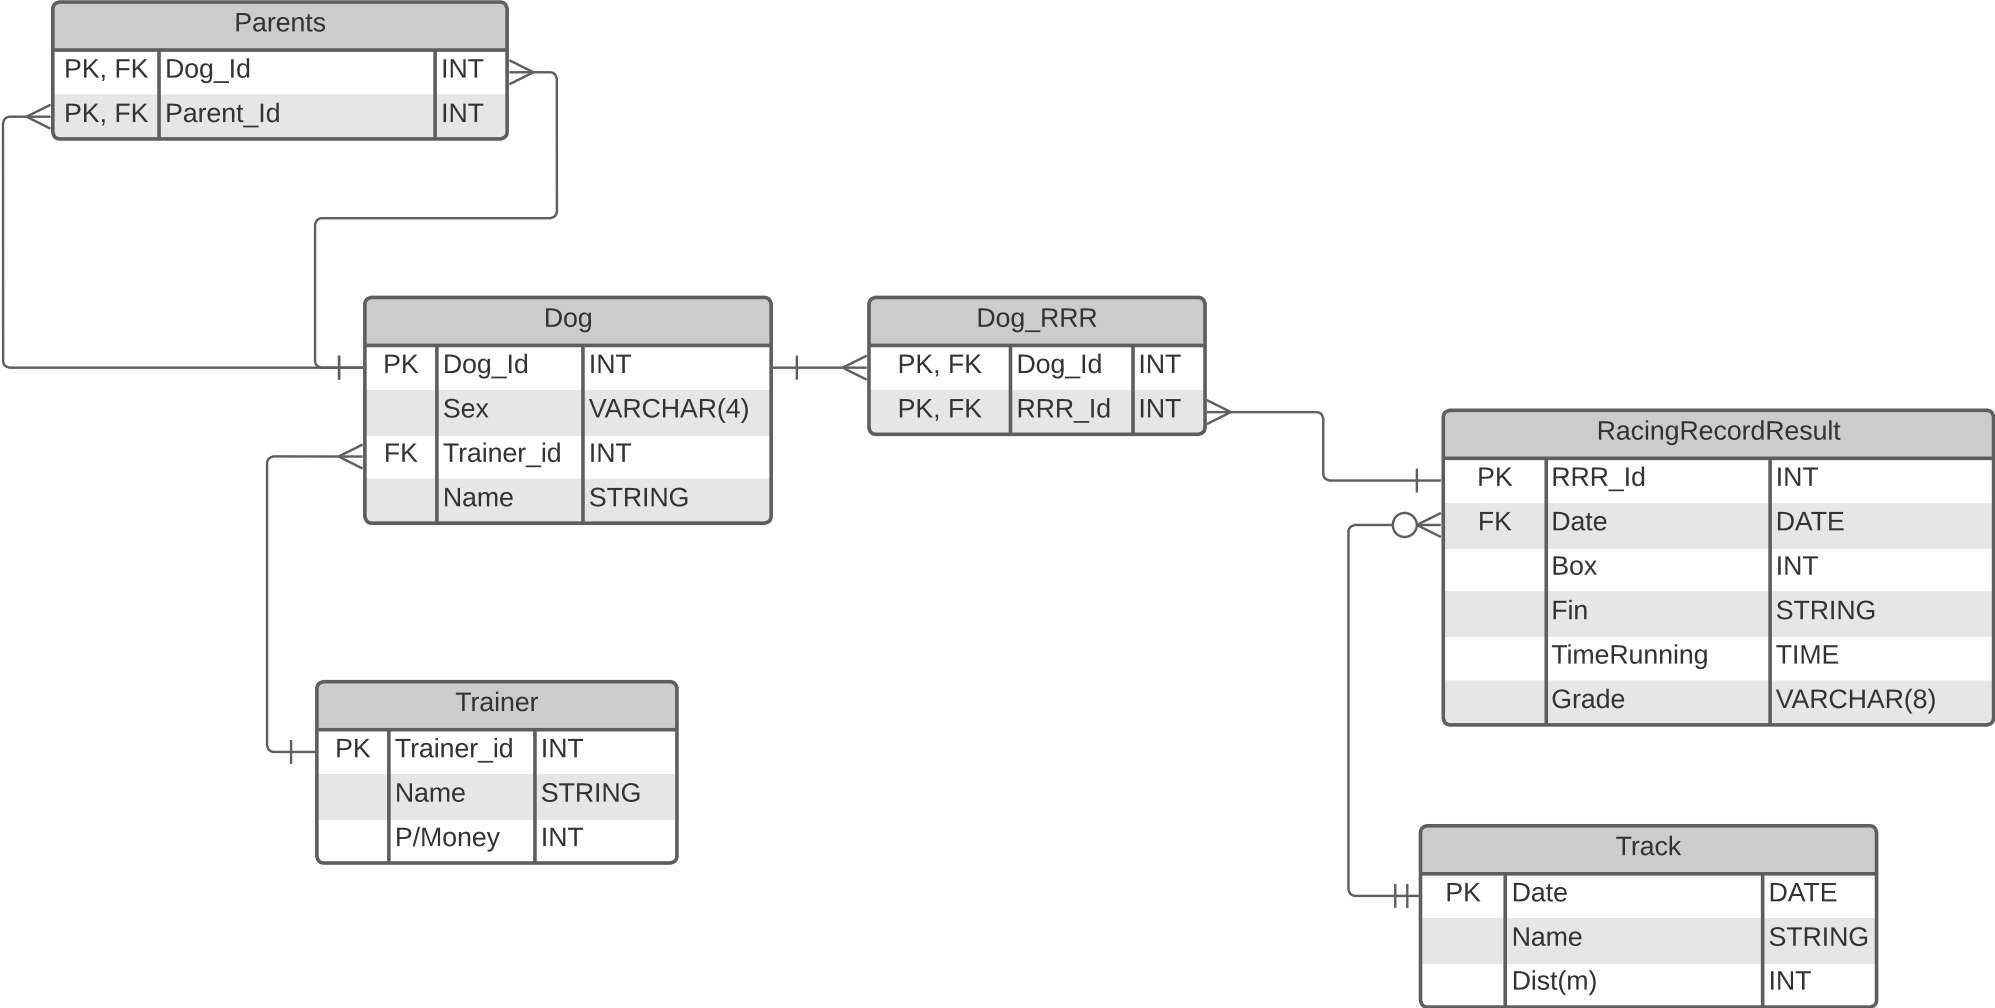 Parents
PK, FK Dog_Id INT
PK, FK Parent_Id INT
Dog
PK Dog_Id INT
Sex VARCHAR(4)
FK Trainer_id INT
Name STRING
Dog_RRR
PK, FK Dog_Id INT
PK, FK RRR_Id INT
RacingRecordResult
PK RRR_Id INT
FK Date DATE
Box INT
Fin STRING
TimeRunning TIME
Grade VARCHAR(8)
Trainer
PK Trainer_id INT
Name STRING
P/Money INT
Track
PK Date DATE
Name STRING
Dist(m) INT